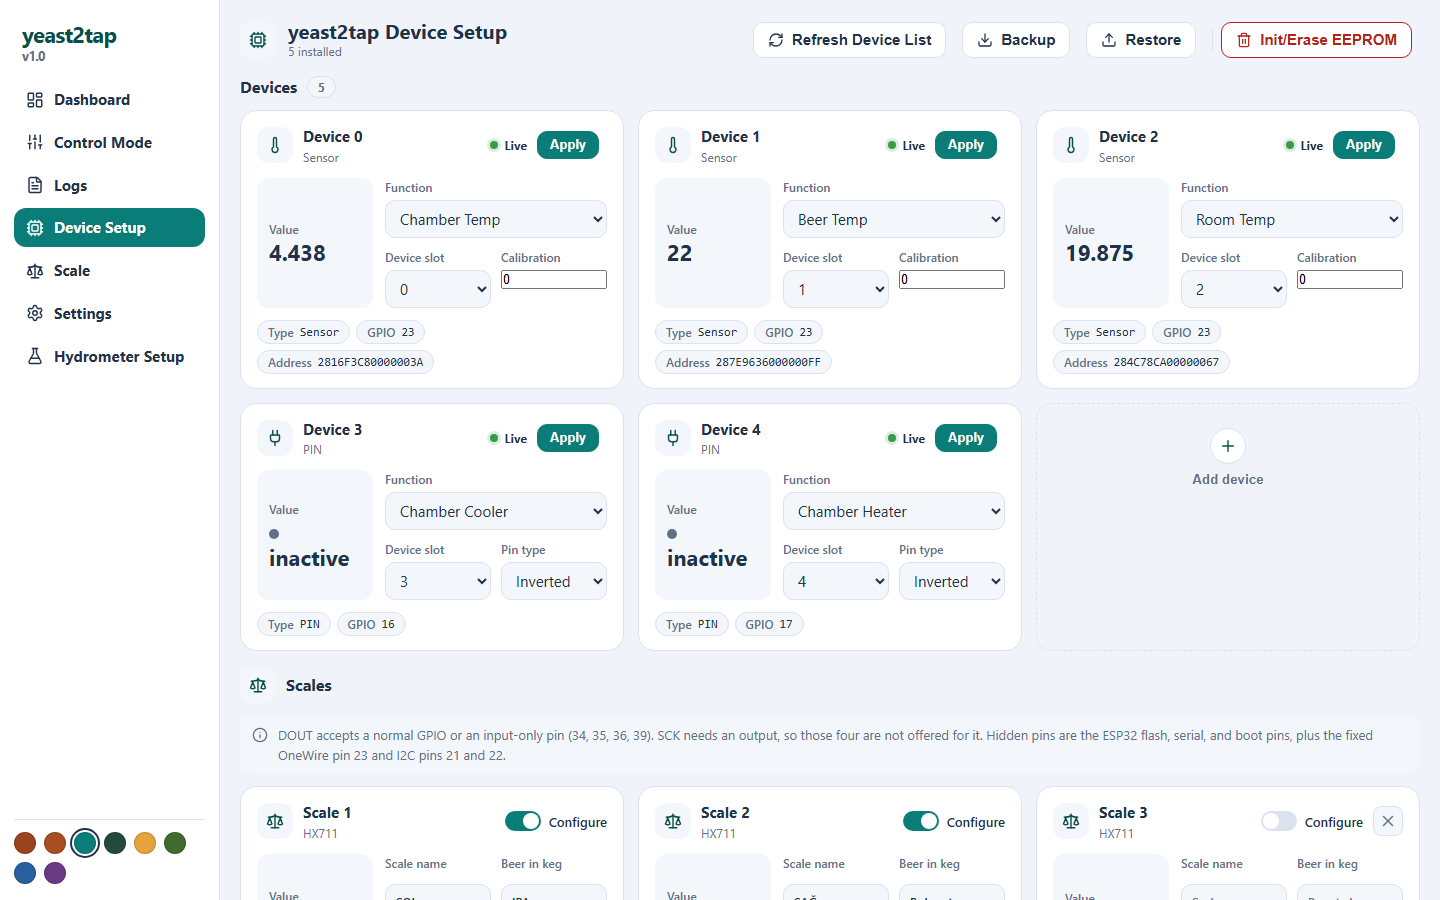 yeast2tap
v1.0
Dashboard
Control Mode
Logs
Device Setup
Scale
Settings
Hydrometer Setup
yeast2tap Device Setup
5 installed
Refresh Device List
Backup
Restore
Init/Erase EEPROM
Devices 5
Device 0
Sensor
Live
Apply
Value
4.438
Function
Chamber Temp
Device slot
0
Calibration
0
Type Sensor
GPIO 23
Address 2816F3C80000003A
Device 1
Sensor
Live
Apply
Value
22
Function
Beer Temp
Device slot
1
Calibration
0
Type Sensor
GPIO 23
Address 287E9636000000FF
Device 2
Sensor
Live
Apply
Value
19.875
Function
Room Temp
Device slot
2
Calibration
0
Type Sensor
GPIO 23
Address 284C78CA00000067
Device 3
PIN
Live
Apply
Value
inactive
Function
Chamber Cooler
Device slot
3
Pin type
Inverted
Type PIN
GPIO 16
Device 4
PIN
Live
Apply
Value
inactive
Function
Chamber Heater
Device slot
4
Pin type
Inverted
Type PIN
GPIO 17
Add device
Scales
DOUT accepts a normal GPIO or an input-only pin (34, 35, 36, 39). SCK needs an output, so those four are not offered for it. Hidden pins are the ESP32 flash, serial, and boot pins, plus the fixed
OneWire pin 23 and I2C pins 21 and 22.
Scale 1
HX711
Configure
Value
Scale name
Beer in keg
Scale 2
HX711
Configure
Value
Scale name
Beer in keg
Scale 3
HX711
Configure
Value
Scale name
Beer in keg